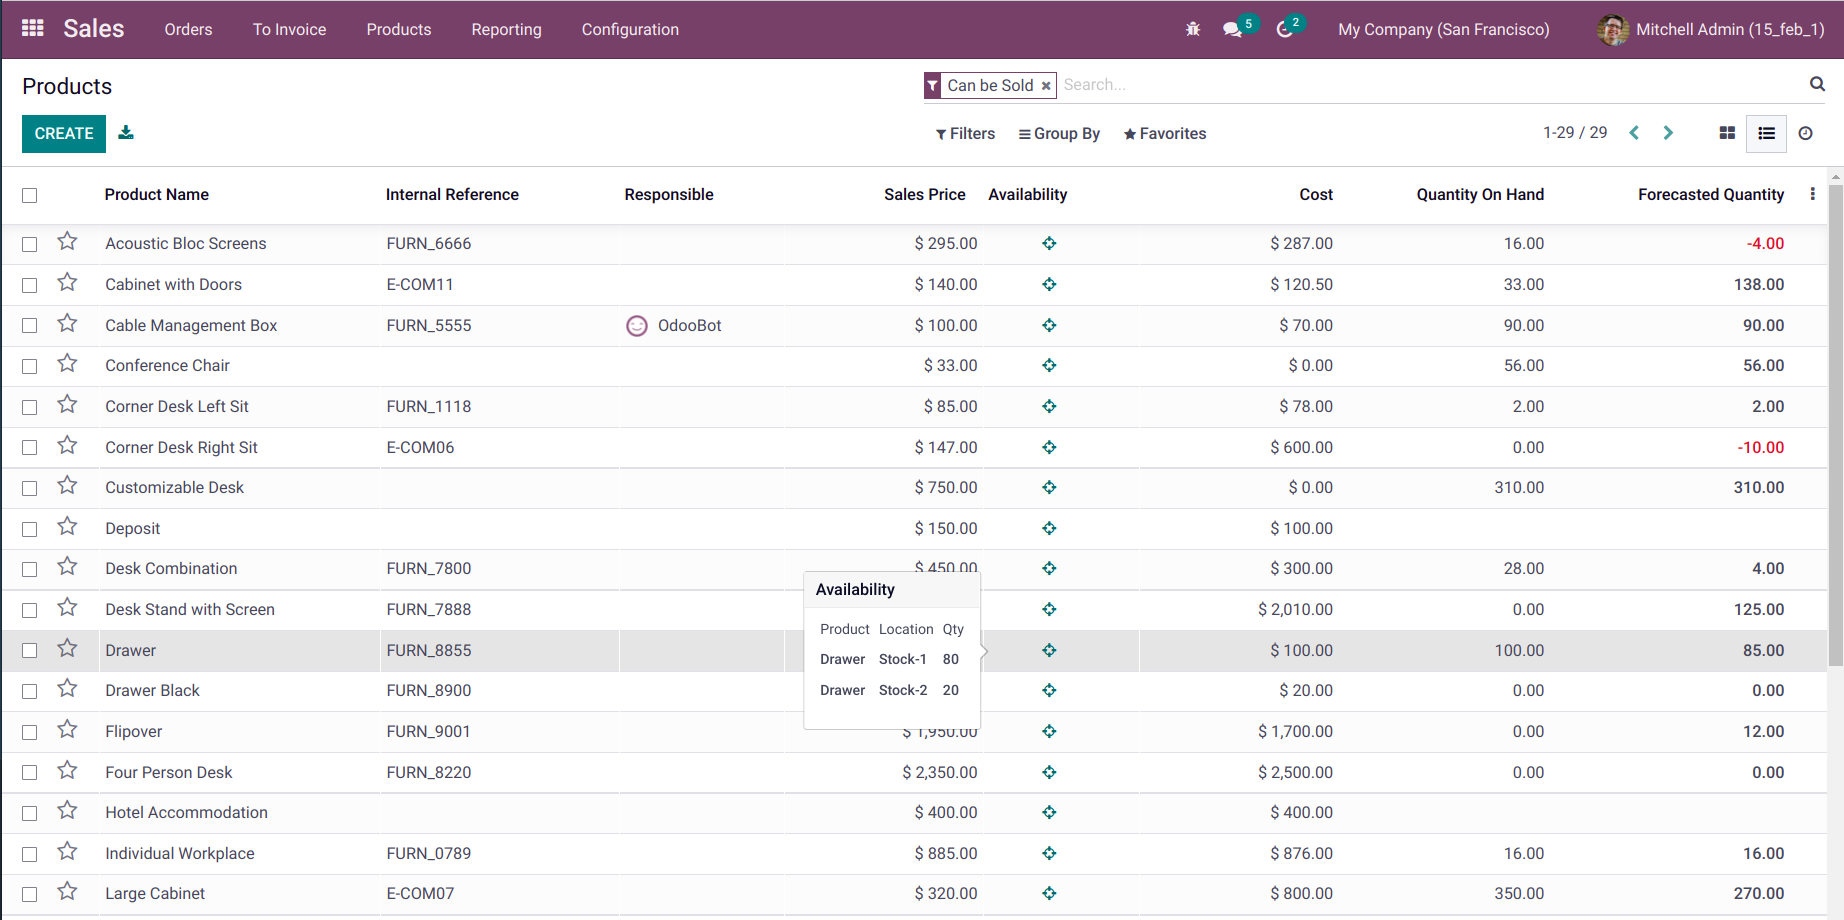 Sales Orders To Invoice Products Reporting Configuration 5 2 My Company (San Francisco) Mitchell Admin (15_feb_1)
Products Can be Sold × Search...
CREATE Filters Group By Favorites 1-29 / 29
Product Name Internal Reference Responsible Sales Price Availability Cost Quantity On Hand Forecasted Quantity
Acoustic Bloc Screens FURN_6666 $ 295.00 $ 287.00 16.00 -4.00
Cabinet with Doors E-COM11 $ 140.00 $ 120.50 33.00 138.00
Cable Management Box FURN_5555 OdooBot $ 100.00 $ 70.00 90.00 90.00
Conference Chair $ 33.00 $ 0.00 56.00 56.00
Corner Desk Left Sit FURN_1118 $ 85.00 $ 78.00 2.00 2.00
Corner Desk Right Sit E-COM06 $ 147.00 $ 600.00 0.00 -10.00
Customizable Desk $ 750.00 $ 0.00 310.00 310.00
Deposit $ 150.00 $ 100.00
Desk Combination FURN_7800 $ 450.00 $ 300.00 28.00 4.00
Desk Stand with Screen FURN_7888 $ 2,010.00 0.00 125.00
Drawer FURN_8855 $ 100.00 100.00 85.00
Drawer Black FURN_8900 $ 20.00 0.00 0.00
Flipover FURN_9001 $ 1,950.00 $ 1,700.00 0.00 12.00
Four Person Desk FURN_8220 $ 2,350.00 $ 2,500.00 0.00 0.00
Hotel Accommodation $ 400.00 $ 400.00
Individual Workplace FURN_0789 $ 885.00 $ 876.00 16.00 16.00
Large Cabinet E-COM07 $ 320.00 $ 800.00 350.00 270.00
Availability
Product Location Qty
Drawer Stock-1 80
Drawer Stock-2 20